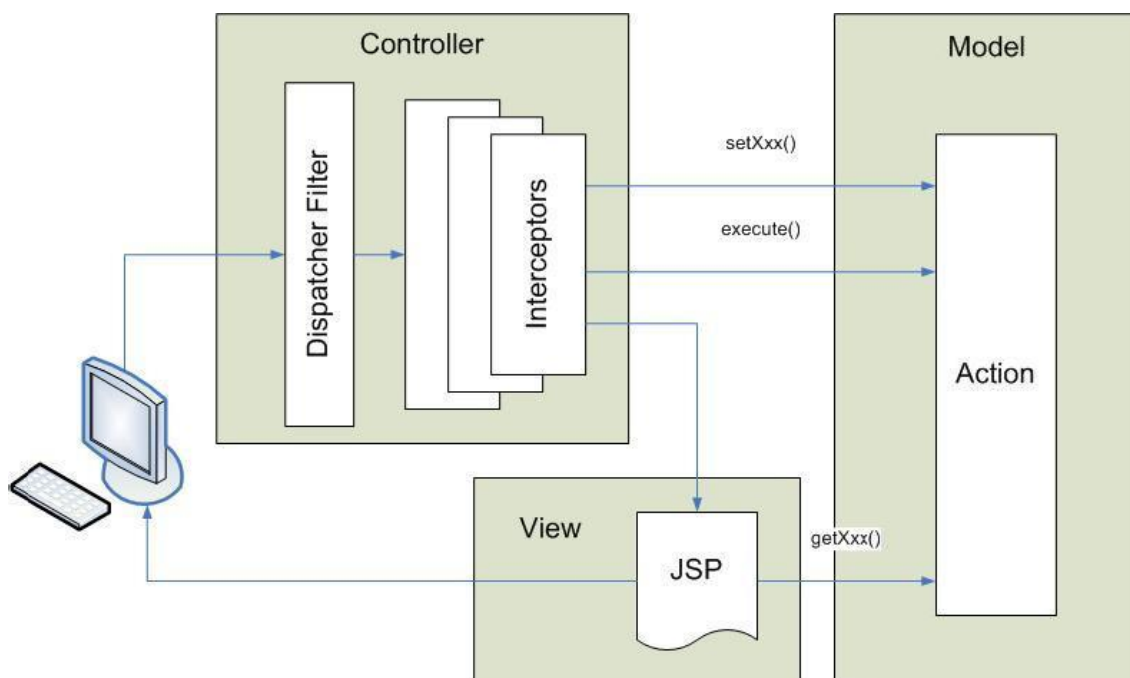 Controller
Model
Dispatcher Filter
Interceptors
setXxx()
execute()
Action
View
JSP
getXxx()